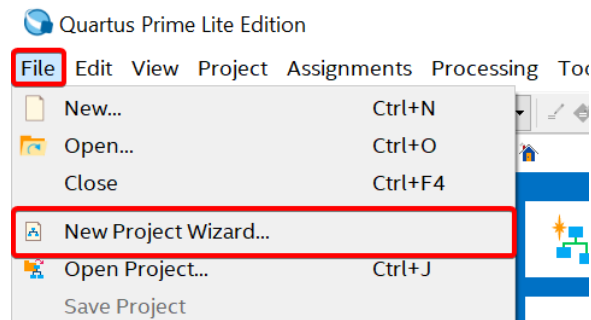 Quartus Prime Lite Edition
File Edit View Project Assignments Processing Too
New... Ctrl+N
Open... Ctrl+O
Close Ctrl+F4
New Project Wizard...
Open Project... Ctrl+J
Save Project